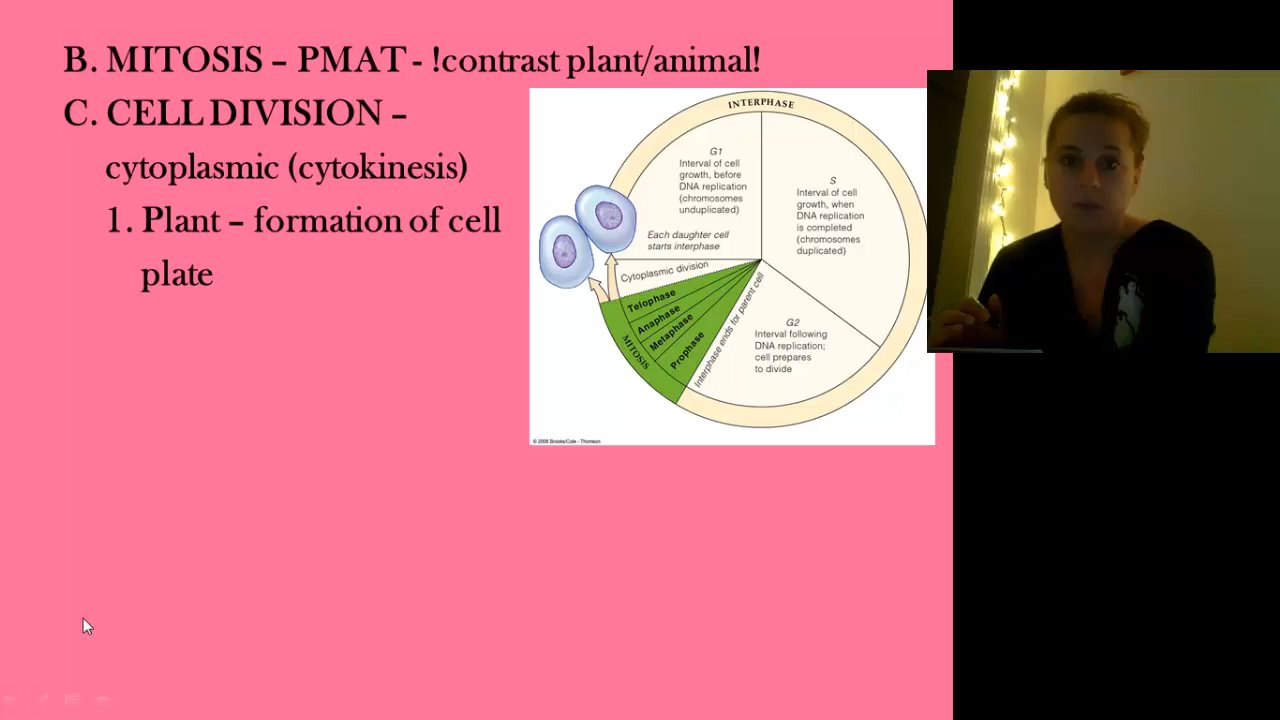 B. MITOSIS – PMAT - !contrast plant/animal!
C. CELL DIVISION –
cytoplasmic (cytokinesis)
1. Plant – formation of cell
plate
INTERPHASE
G1
Interval of cell
growth, before
DNA replication
(chromosomes
unduplicated)
S
Interval of cell
growth, when
DNA replication
is completed
(chromosomes
duplicated)
Each daughter cell
starts interphase
Cytoplasmic division
Telophase
Anaphase
Metaphase
Prophase
MITOSIS
Interphase ends for parent cell
G2
Interval following
DNA replication;
cell prepares
to divide
© 2006 Brooks/Cole - Thomson